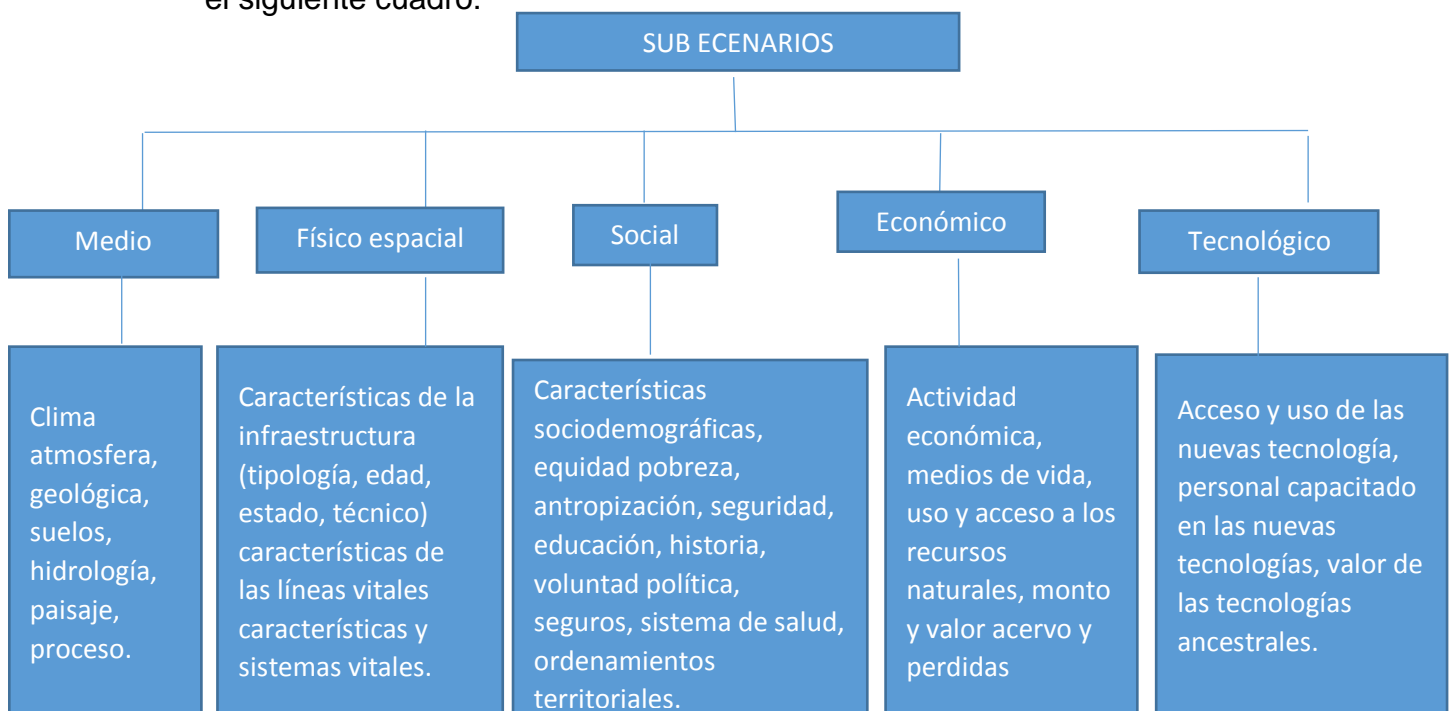 el siguiente cuadro.
SUB ECENARIOS
Medio
Físico espacial
Social
Económico
Tecnológico
Clima
atmosfera,
geológica,
suelos,
hidrología,
paisaje,
proceso.
Características de la
infraestructura
(tipología, edad,
estado, técnico)
características de
las líneas vitales
características y
sistemas vitales.
Características
sociodemográficas,
equidad pobreza,
antropización, seguridad,
educación, historia,
voluntad política,
seguros, sistema de salud,
ordenamientos
territoriales.
Actividad
económica,
medios de vida,
uso y acceso a los
recursos
naturales, monto
y valor acervo y
perdidas
Acceso y uso de las
nuevas tecnología,
personal capacitado
en las nuevas
tecnologías, valor de
las tecnologías
ancestrales.